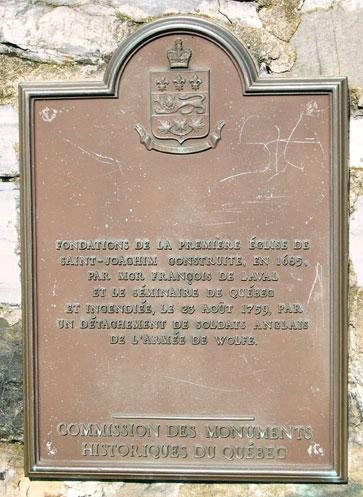 FONDATIONS DE LA PREMIÈRE ÉGLISE DE
SAINT-JOACHIM CONSTRUITE, EN 1685,
PAR MGR FRANÇOIS DE LAVAL
ET LE SÉMINAIRE DE QUÉBEC
ET INCENDIÉE, LE 23 AOÛT 1759, PAR
UN DÉTACHEMENT DE SOLDATS ANGLAIS
DE L'ARMÉE DE WOLFE.
COMMISSION DES MONUMENTS
HISTORIQUES DU QUÉBEC